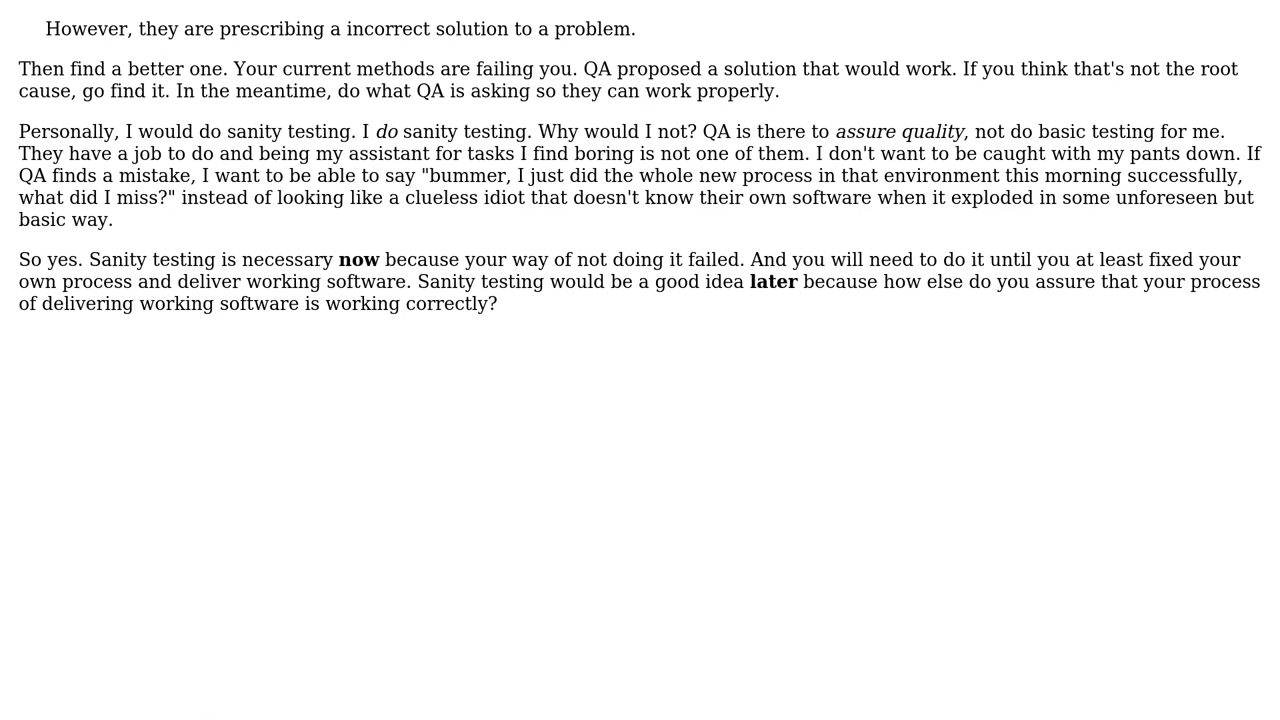 However, they are prescribing a incorrect solution to a problem.
Then find a better one. Your current methods are failing you. QA proposed a solution that would work. If you think that's not the root
cause, go find it. In the meantime, do what QA is asking so they can work properly.
Personally, I would do sanity testing. I do sanity testing. Why would I not? QA is there to assure quality, not do basic testing for me.
They have a job to do and being my assistant for tasks I find boring is not one of them. I don't want to be caught with my pants down. If
QA finds a mistake, I want to be able to say "bummer, I just did the whole new process in that environment this morning successfully,
what did I miss?" instead of looking like a clueless idiot that doesn't know their own software when it exploded in some unforeseen but
basic way.
So yes. Sanity testing is necessary now because your way of not doing it failed. And you will need to do it until you at least fixed your
own process and deliver working software. Sanity testing would be a good idea later because how else do you assure that your process
of delivering working software is working correctly?